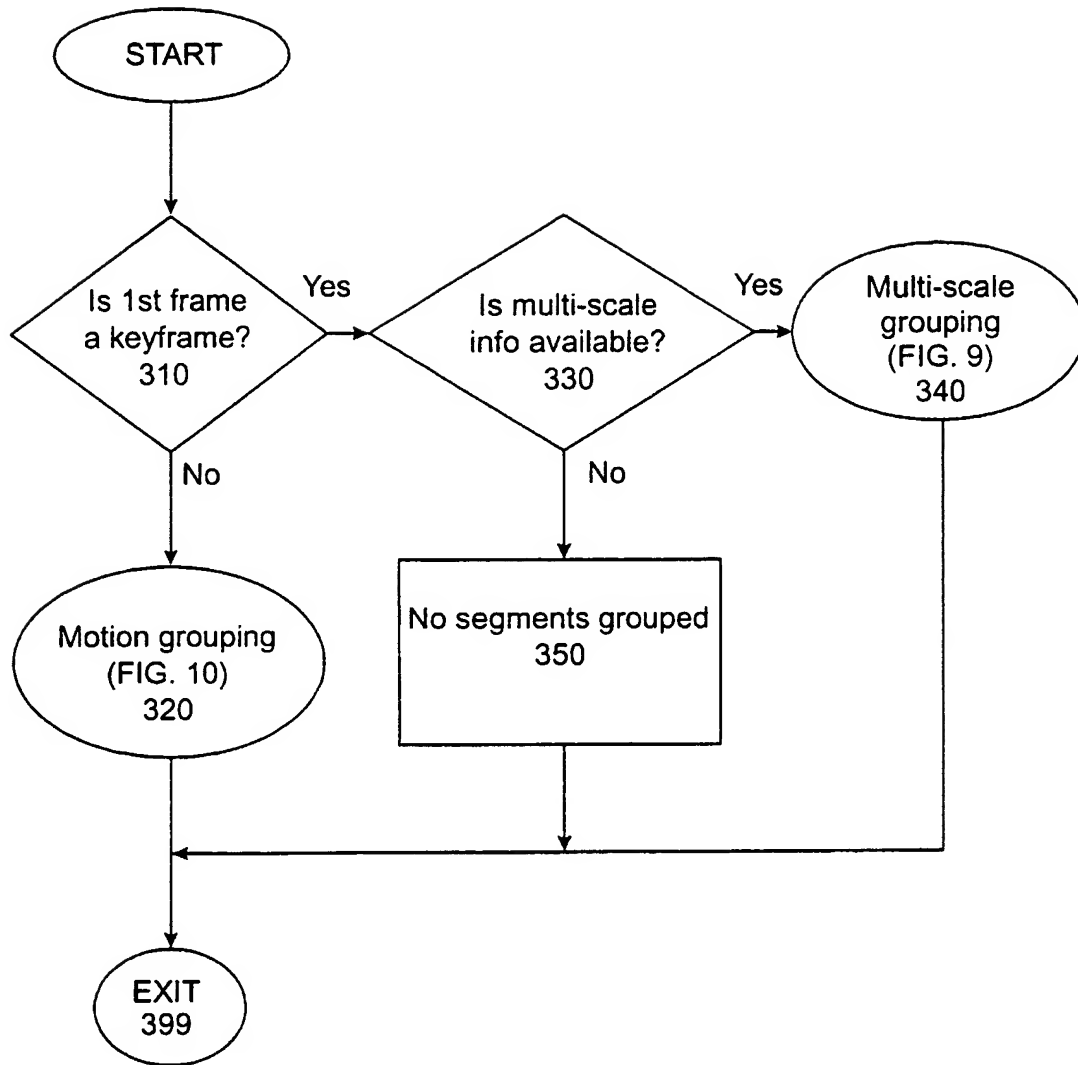 START
Is 1st frame
a keyframe?
310
Yes
Is multi-scale
info available?
330
Yes
Multi-scale
grouping
(FIG. 9)
340
No
No
Motion grouping
(FIG. 10)
320
No segments grouped
350
EXIT
399